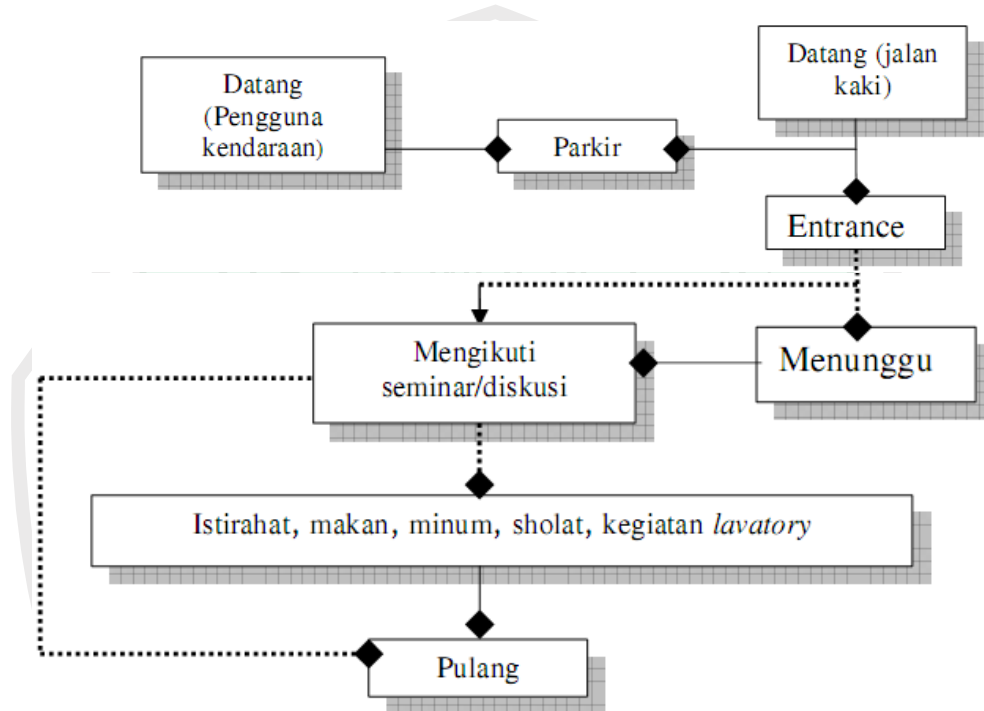 Datang
(Pengguna
kendaraan)
Parkir
Datang (jalan
kaki)
Entrance
Mengikuti
seminar/diskusi
Menunggu
Istirahat, makan, minum, sholat, kegiatan lavatory
Pulang